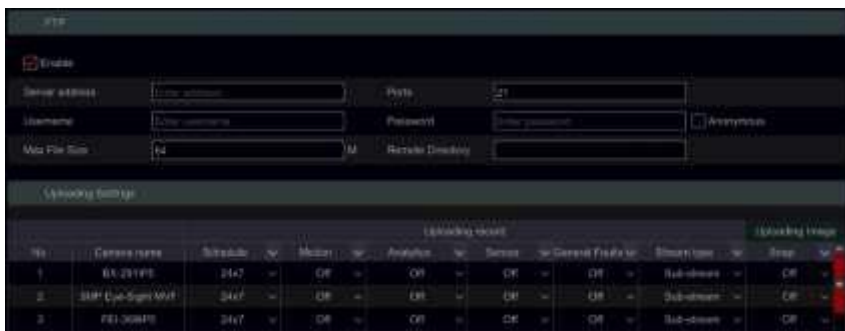 FTP
Enable
Server address Enter address Ports 21
Username Enter username Password Enter password Anonymous
Max File Size 64 M Remote Directory
Uploading Settings
Uploading record Uploading Image
No. Camera name Schedule Motion Analytics Sensor General Faults Stream type Snap
1 24x7 Off Off Off Off Sub-stream Off
2 24x7 Off Off Off Off Sub-stream Off
3 24x7 Off Off Off Off Sub-stream Off